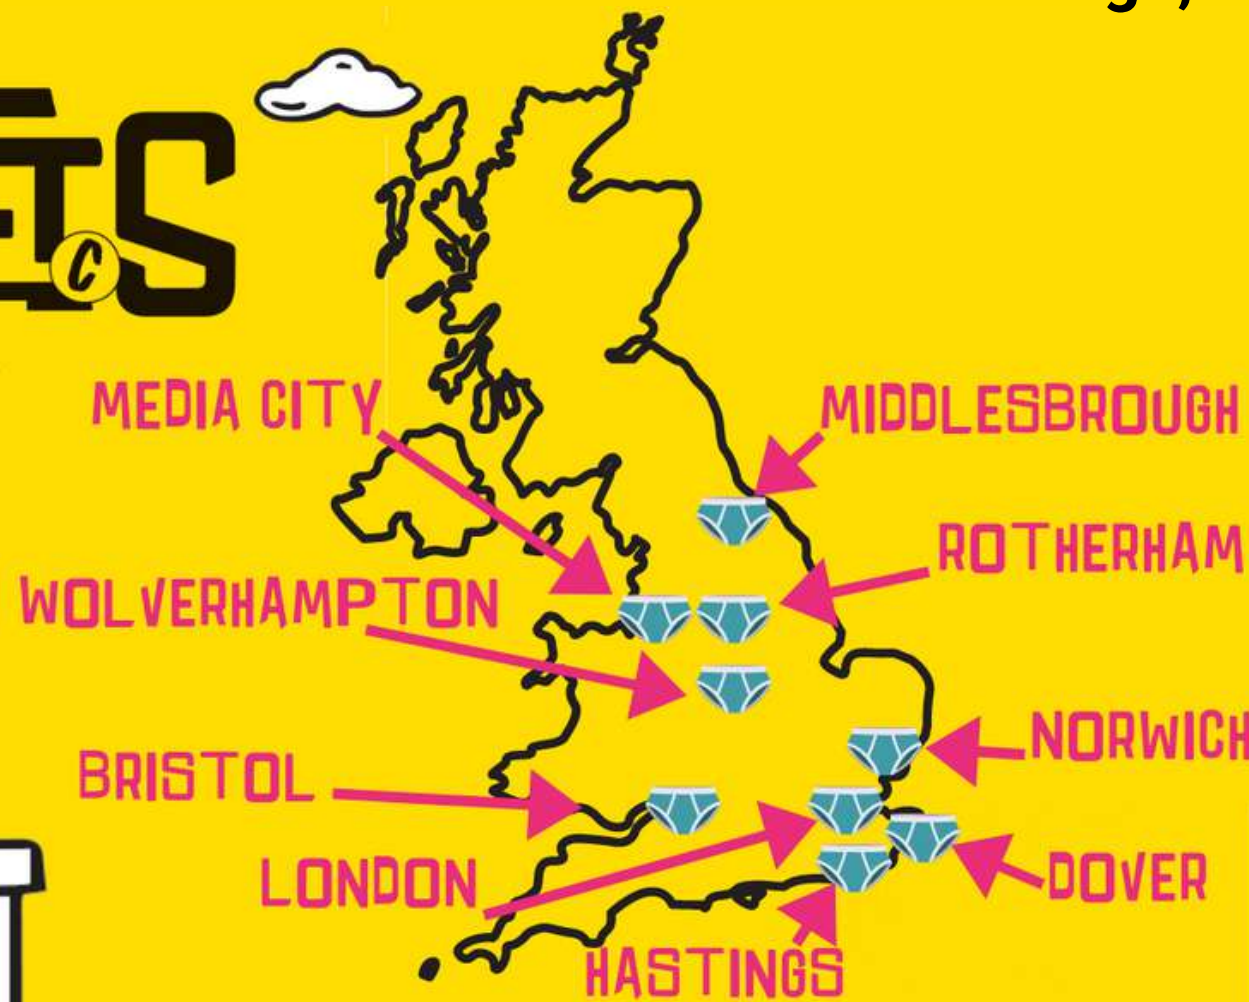 MEDIA CITY
MIDDLESBROUGH
ROTHERHAM
WOLVERHAMPTON
NORWICH
BRISTOL
LONDON
DOVER
HASTINGS